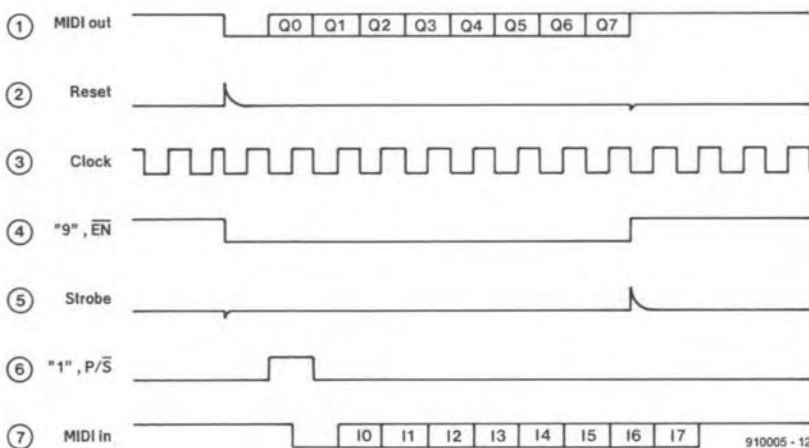 ① MIDI out Q0 Q1 Q2 Q3 Q4 Q5 Q6 Q7
② Reset
③ Clock
④ "9", E̅N̅
⑤ Strobe
⑥ "1", P/S̅
⑦ MIDI in I0 I1 I2 I3 I4 I5 I6 I7
910005 - 12